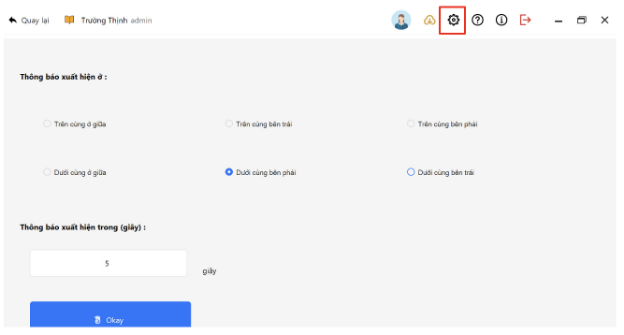 Quay lại Trường Thịnh admin
Thông báo xuất hiện ở :
Trên cùng ở giữa Trên cùng bên trái Trên cùng bên phải
Dưới cùng ở giữa Dưới cùng bên phải Dưới cùng bên trái
Thông báo xuất hiện trong (giây) :
5 giây
Okay